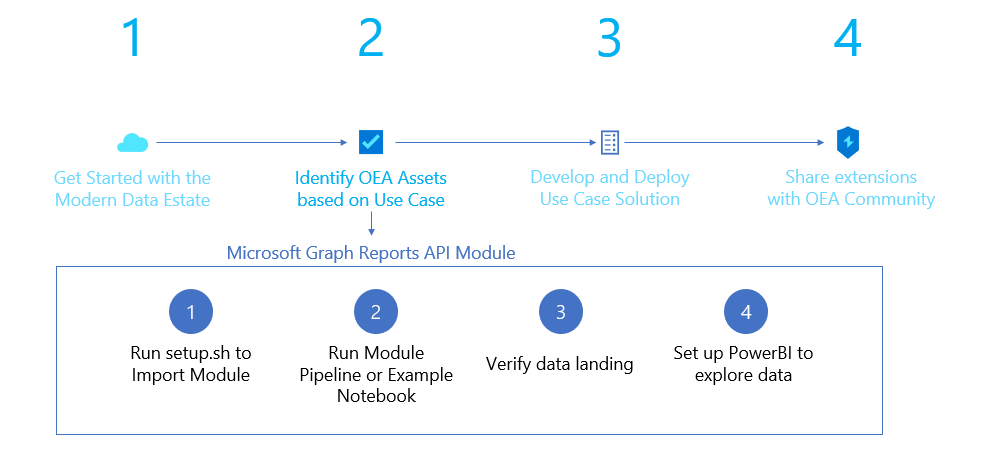 1
2
3
4
Get Started with the
Modern Data Estate
Identify OEA Assets
based on Use Case
Develop and Deploy
Use Case Solution
Share extensions
with OEA Community
Microsoft Graph Reports API Module
1
Run setup.sh to
Import Module
2
Run Module
Pipeline or Example
Notebook
3
Verify data landing
4
Set up PowerBI to
explore data